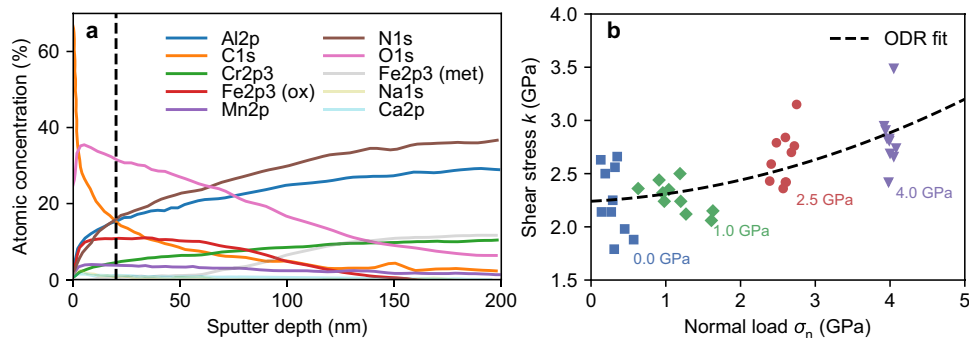 a
Al2p
C1s
Cr2p3
Fe2p3 (ox)
Mn2p
N1s
O1s
Fe2p3 (met)
Na1s
Ca2p
Atomic concentration (%)
60
40
20
0
0
50
100
150
200
Sputter depth (nm)
b
ODR fit
Shear stress k (GPa)
4.0
3.5
3.0
2.5
2.0
1.5
0.0 GPa
1.0 GPa
2.5 GPa
4.0 GPa
0
1
2
3
4
5
Normal load σn (GPa)